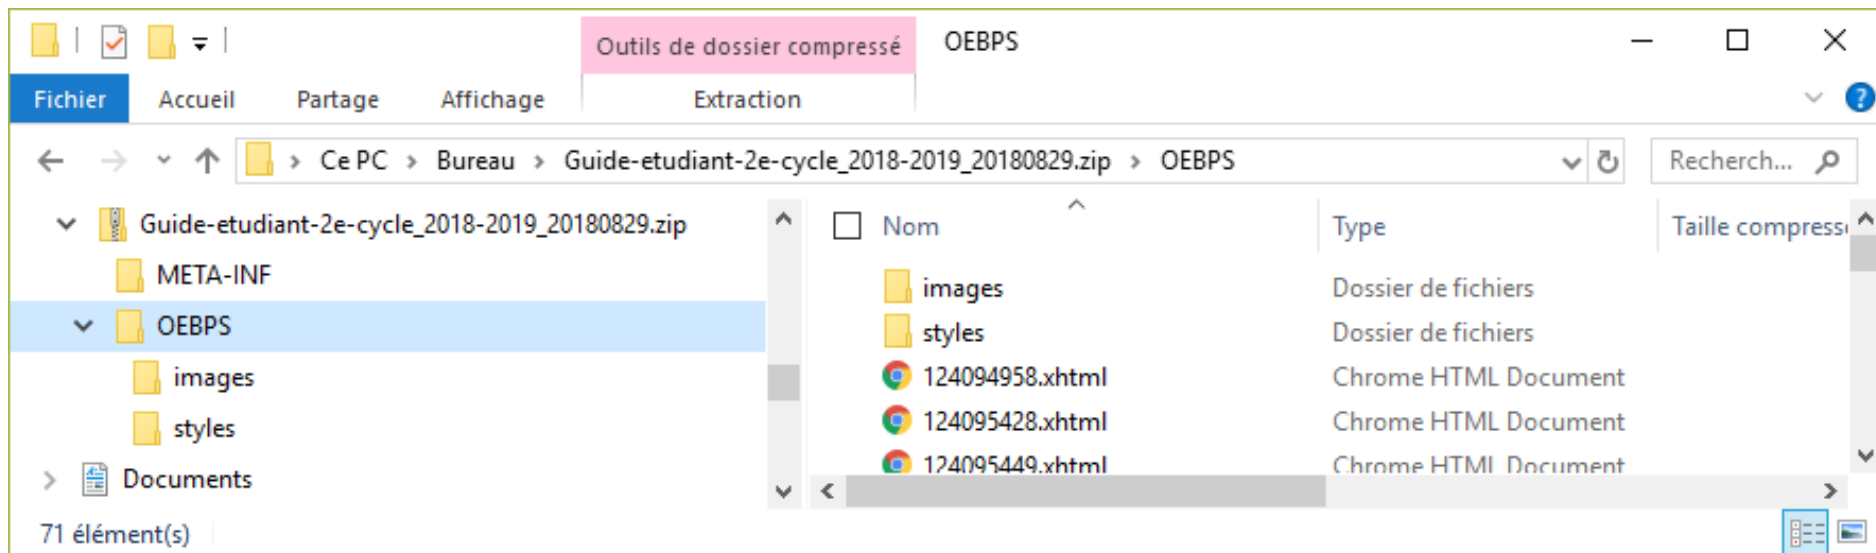 Outils de dossier compressé OEBPS
Fichier Accueil Partage Affichage Extraction
Ce PC > Bureau > Guide-etudiant-2e-cycle_2018-2019_20180829.zip > OEBPS Recherch...
Guide-etudiant-2e-cycle_2018-2019_20180829.zip
META-INF
OEBPS
images
styles
Documents
Nom Type Taille compress
images Dossier de fichiers
styles Dossier de fichiers
124094958.xhtml Chrome HTML Document
124095428.xhtml Chrome HTML Document
124095449.xhtml Chrome HTML Document
71 élément(s)